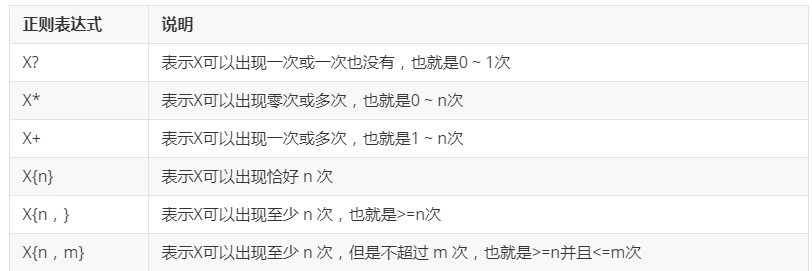 正则表达式 说明
X? 表示X可以出现一次或一次也没有，也就是0 ~ 1次
X* 表示X可以出现零次或多次，也就是0 ~ n次
X+ 表示X可以出现一次或多次，也就是1 ~ n次
X{n} 表示X可以出现恰好 n 次
X{n，} 表示X可以出现至少 n 次，也就是>=n次
X{n，m} 表示X可以出现至少 n 次，但是不超过 m 次，也就是>=n并且<=m次